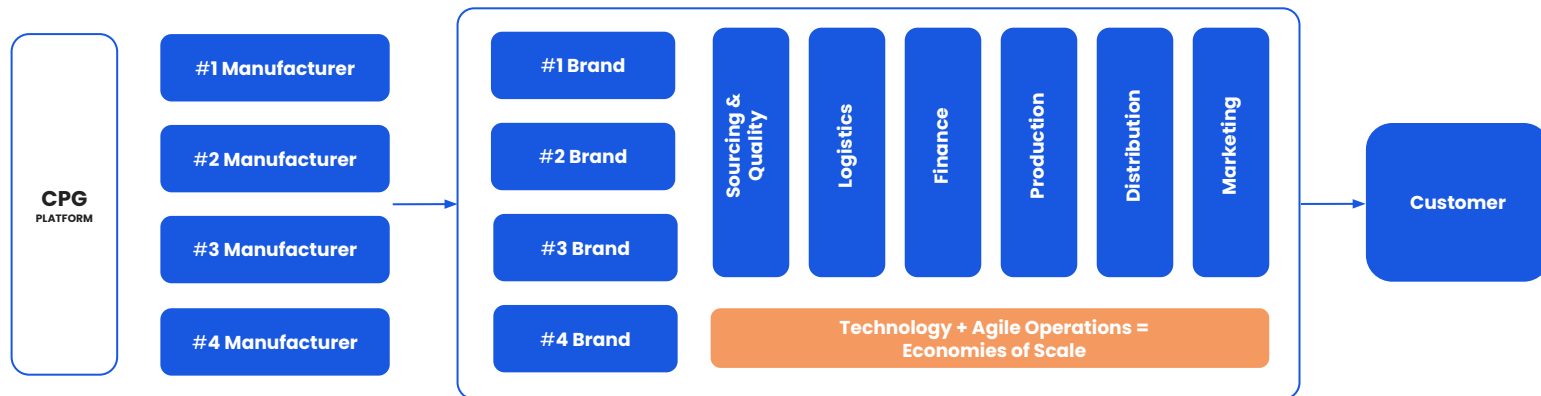 CPG
PLATFORM
#1 Manufacturer
#2 Manufacturer
#3 Manufacturer
#4 Manufacturer
#1 Brand
#2 Brand
#3 Brand
#4 Brand
Sourcing &
Quality
Logistics
Finance
Production
Distribution
Marketing
Technology + Agile Operations =
Economies of Scale
Customer